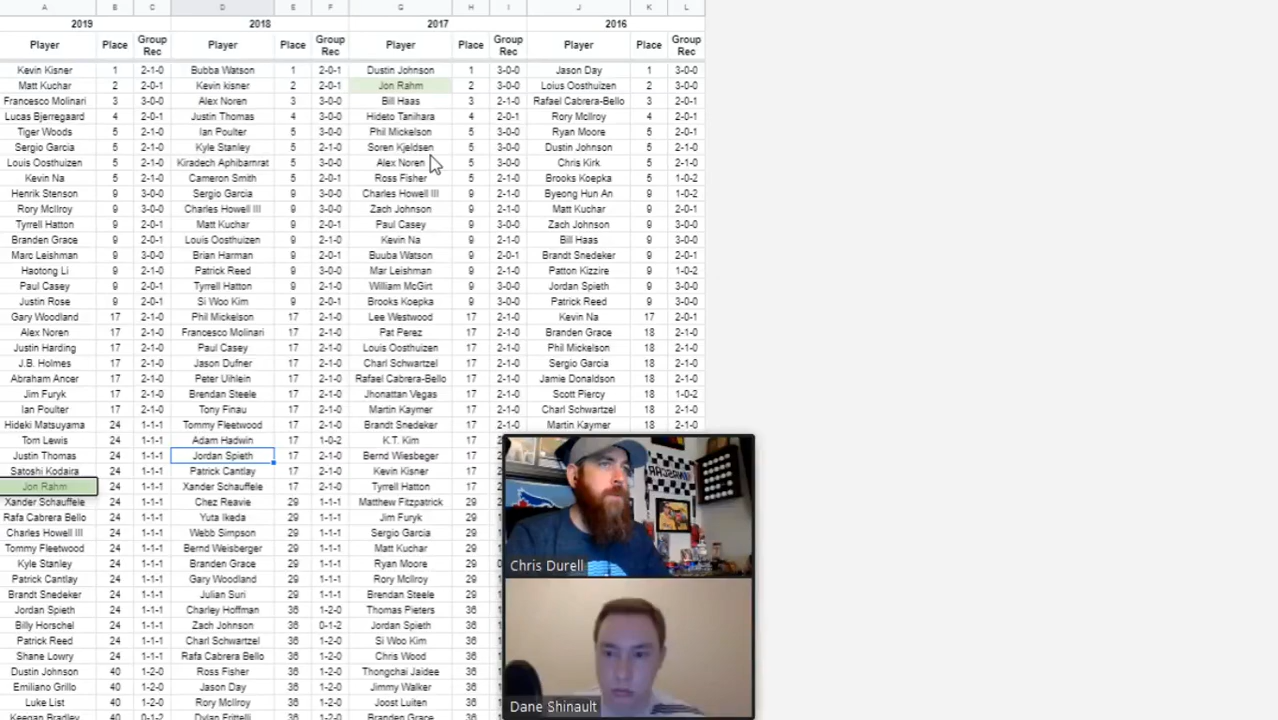 A B C D E F G H I J K L
2019 2018 2017 2016
Player Place Group Rec Player Place Group Rec Player Place Group Rec Player Place Group Rec
Kevin Kisner 1 2-1-0 Bubba Watson 1 2-0-1 Dustin Johnson 1 3-0-0 Jason Day 1 3-0-0
Matt Kuchar 2 2-0-1 Kevin kisner 2 2-0-1 Jon Rahm 2 3-0-0 Loius Oosthuizen 2 3-0-0
Francesco Molinari 3 3-0-0 Alex Noren 3 3-0-0 Bill Haas 3 2-1-0 Rafael Cabrera-Bello 3 2-0-1
Lucas Bjerregaard 4 2-0-1 Justin Thomas 4 3-0-0 Hideto Tanihara 4 2-0-1 Rory McIlroy 4 2-0-1
Tiger Woods 5 2-1-0 Ian Poulter 5 3-0-0 Phil Mickelson 5 3-0-0 Ryan Moore 5 2-0-1
Sergio Garcia 5 2-1-0 Kyle Stanley 5 2-1-0 Soren Kjeldsen 5 3-0-0 Dustin Johnson 5 2-1-0
Louis Oosthuizen 5 2-1-0 Kiradech Aphibarnrat 5 3-0-0 Alex Noren 5 3-0-0 Chris Kirk 5 2-1-0
Kevin Na 5 2-1-0 Cameron Smith 5 2-0-1 Ross Fisher 5 2-0-1 Brooks Koepka 5 1-0-2
Henrik Stenson 9 3-0-0 Sergio Garcia 9 3-0-0 Charles Howell III 9 2-1-0 Byeong Hun An 9 1-0-2
Rory McIlroy 9 3-0-0 Charles Howell III 9 3-0-0 Zach Johnson 9 2-1-0 Matt Kuchar 9 2-0-1
Tyrrell Hatton 9 2-0-1 Matt Kuchar 9 2-0-1 Paul Casey 9 3-0-0 Zach Johnson 9 3-0-0
Branden Grace 9 2-0-1 Louis Oosthuizen 9 2-1-0 Kevin Na 9 2-1-0 Bill Haas 9 3-0-0
Marc Leishman 9 3-0-0 Brian Harman 9 2-0-1 Buuba Watson 9 2-0-1 Brandt Snedeker 9 2-0-1
Haotong Li 9 2-1-0 Patrick Reed 9 3-0-0 Mar Leishman 9 2-1-0 Patton Kizzire 9 1-0-2
Paul Casey 9 2-0-1 Tyrrell Hatton 9 2-0-1 William McGirt 9 2-1-0 Jordan Spieth 9 3-0-0
Justin Rose 9 2-0-1 Si Woo Kim 9 2-0-1 Brooks Koepka 9 3-0-0 Patrick Reed 9 3-0-0
Gary Woodland 17 2-1-0 Phil Mickelson 17 2-1-0 Lee Westwood 17 2-1-0 Kevin Na 17 2-0-1
Alex Noren 17 2-1-0 Francesco Molinari 17 2-1-0 Pat Perez 17 2-1-0 Branden Grace 18 2-1-0
Justin Harding 17 2-1-0 Paul Casey 17 2-1-0 Louis Oosthuizen 17 2-1-0 Phil Mickelson 18 2-1-0
J.B. Holmes 17 2-1-0 Jason Dufner 17 2-1-0 Charl Schwartzel 17 2-1-0 Sergio Garcia 18 2-1-0
Abraham Ancer 17 2-1-0 Peter Uihlein 17 2-1-0 Rafael Cabrera-Bello 17 2-1-0 Jamie Donaldson 18 2-1-0
Jim Furyk 17 2-1-0 Brendan Steele 17 2-1-0 Jhonattan Vegas 17 2-1-0 Scott Piercy 18 1-0-2
Ian Poulter 17 2-1-0 Tony Finau 17 2-1-0 Martin Kaymer 17 2-1-0 Charl Schwartzel 18 2-1-0
Hideki Matsuyama 24 1-1-1 Tommy Fleetwood 17 2-1-0 Brandt Snedeker 17 2-1-0 Martin Kaymer 18 2-1-0
Tom Lewis 24 1-1-1 Adam Hadwin 17 1-0-2 K.T. Kim 17 2
Justin Thomas 24 1-1-1 Jordan Spieth 17 2-1-0 Bernd Wiesbeger 17 2
Satoshi Kodaira 24 1-1-1 Patrick Cantlay 17 2-1-0 Kevin Kisner 17 2
Jon Rahm 24 1-1-1 Xander Schauffele 17 2-1-0 Tyrrell Hatton 17 2
Xander Schauffele 24 1-1-1 Chez Reavie 29 1-1-1 Matthew Fitzpatrick 29 1
Rafa Cabrera Bello 24 1-1-1 Yuta Ikeda 29 1-1-1 Jim Furyk 29 1
Charles Howell III 24 1-1-1 Webb Simpson 29 1-1-1 Sergio Garcia 29 1
Tommy Fleetwood 24 1-1-1 Bernd Weisberger 29 1-1-1 Matt Kuchar 29 1
Kyle Stanley 24 1-1-1 Branden Grace 29 1-1-1 Ryan Moore 29 0
Patrick Cantlay 24 1-1-1 Gary Woodland 29 1-1-1 Rory McIlroy 29 1
Brandt Snedeker 24 1-1-1 Julian Suri 29 1-1-1 Brendan Steele 29 1
Jordan Spieth 24 1-1-1 Charley Hoffman 36 1-2-0 Thomas Pieters 36 1
Billy Horschel 24 1-1-1 Zach Johnson 36 0-1-2 Jordan Spieth 36 1
Patrick Reed 24 1-1-1 Charl Schwartzel 36 1-2-0 Si Woo Kim 36 1
Shane Lowry 24 1-1-1 Rafa Cabrera Bello 36 1-2-0 Chris Wood 36 1
Dustin Johnson 40 1-2-0 Ross Fisher 36 1-2-0 Thongchai Jaidee 36 1
Emiliano Grillo 40 1-2-0 Jason Day 36 1-2-0 Jimmy Walker 36 1
Luke List 40 1-2-0 Rory McIlroy 36 1-2-0 Joost Luiten 36 1
Keegan Bradley 40 0-1-2 Dylan Frittelli 36 1-2-0 Branden Grace 36 1
Chris Durell
Dane Shinault